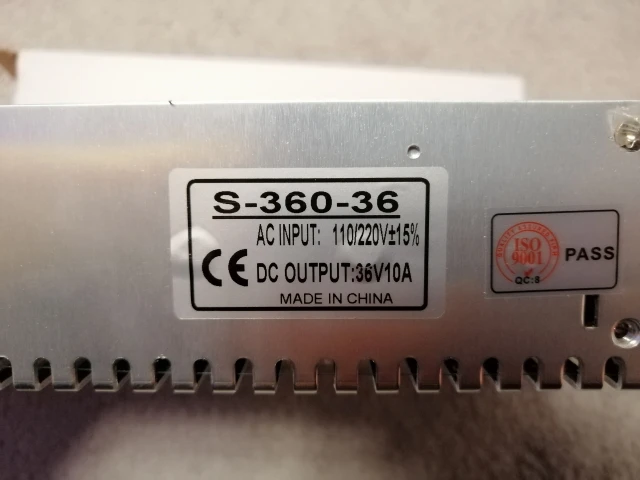 S-360-36
AC INPUT: 110/220V±15%
CE DC OUTPUT:36V10A
MADE IN CHINA
ISO
9001
QC:8
PASS